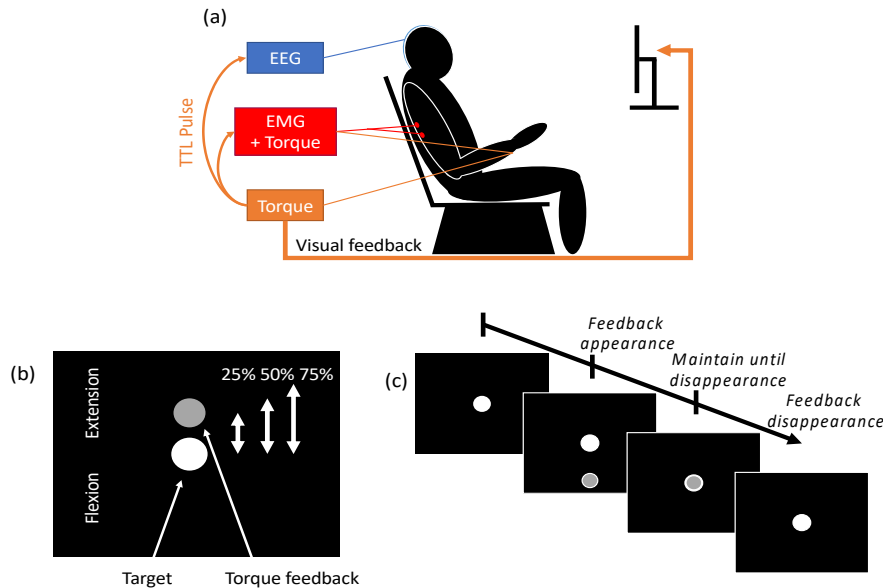 (a)
EEG
TTL Pulse
EMG
+ Torque
Torque
Visual feedback
(b)
Extension
Flexion
25% 50% 75%
Target
Torque feedback
(c)
Feedback
appearance
Maintain until
disappearance
Feedback
disappearance